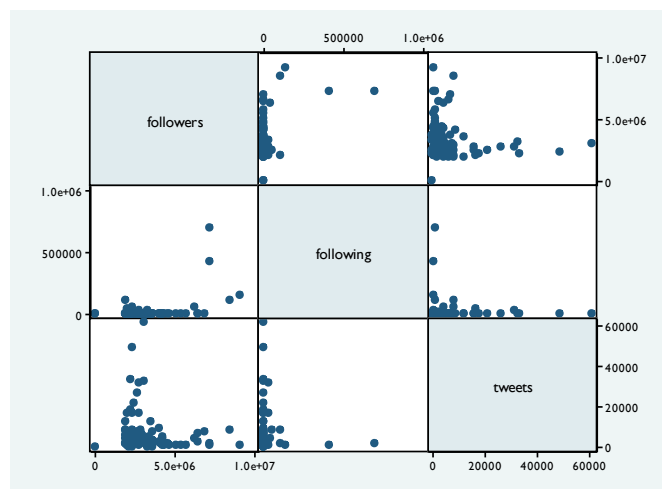 0 500000 1.0e+06
followers
1.0e+07
5.0e+06
0
1.0e+06
500000
0
following
tweets
60000
40000
20000
0
0 5.0e+06 1.0e+07
0 20000 40000 60000